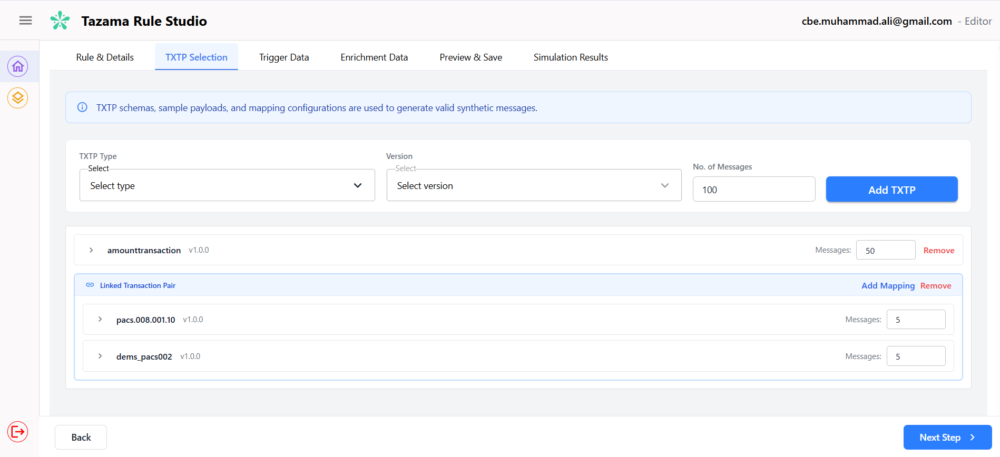 Tazama Rule Studio
cbe.muhammad.ali@gmail.com - Editor
Rule & Details
TXTP Selection
Trigger Data
Enrichment Data
Preview & Save
Simulation Results
TXTP schemas, sample payloads, and mapping configurations are used to generate valid synthetic messages.
TXTP Type
Select
Select type
Version
Select
Select version
No. of Messages
100
Add TXTP
amounttransaction v1.0.0
Messages: 50 Remove
Linked Transaction Pair
Add Mapping Remove
pacs.008.001.10 v1.0.0
Messages: 5
dems_pacs002 v1.0.0
Messages: 5
Back
Next Step